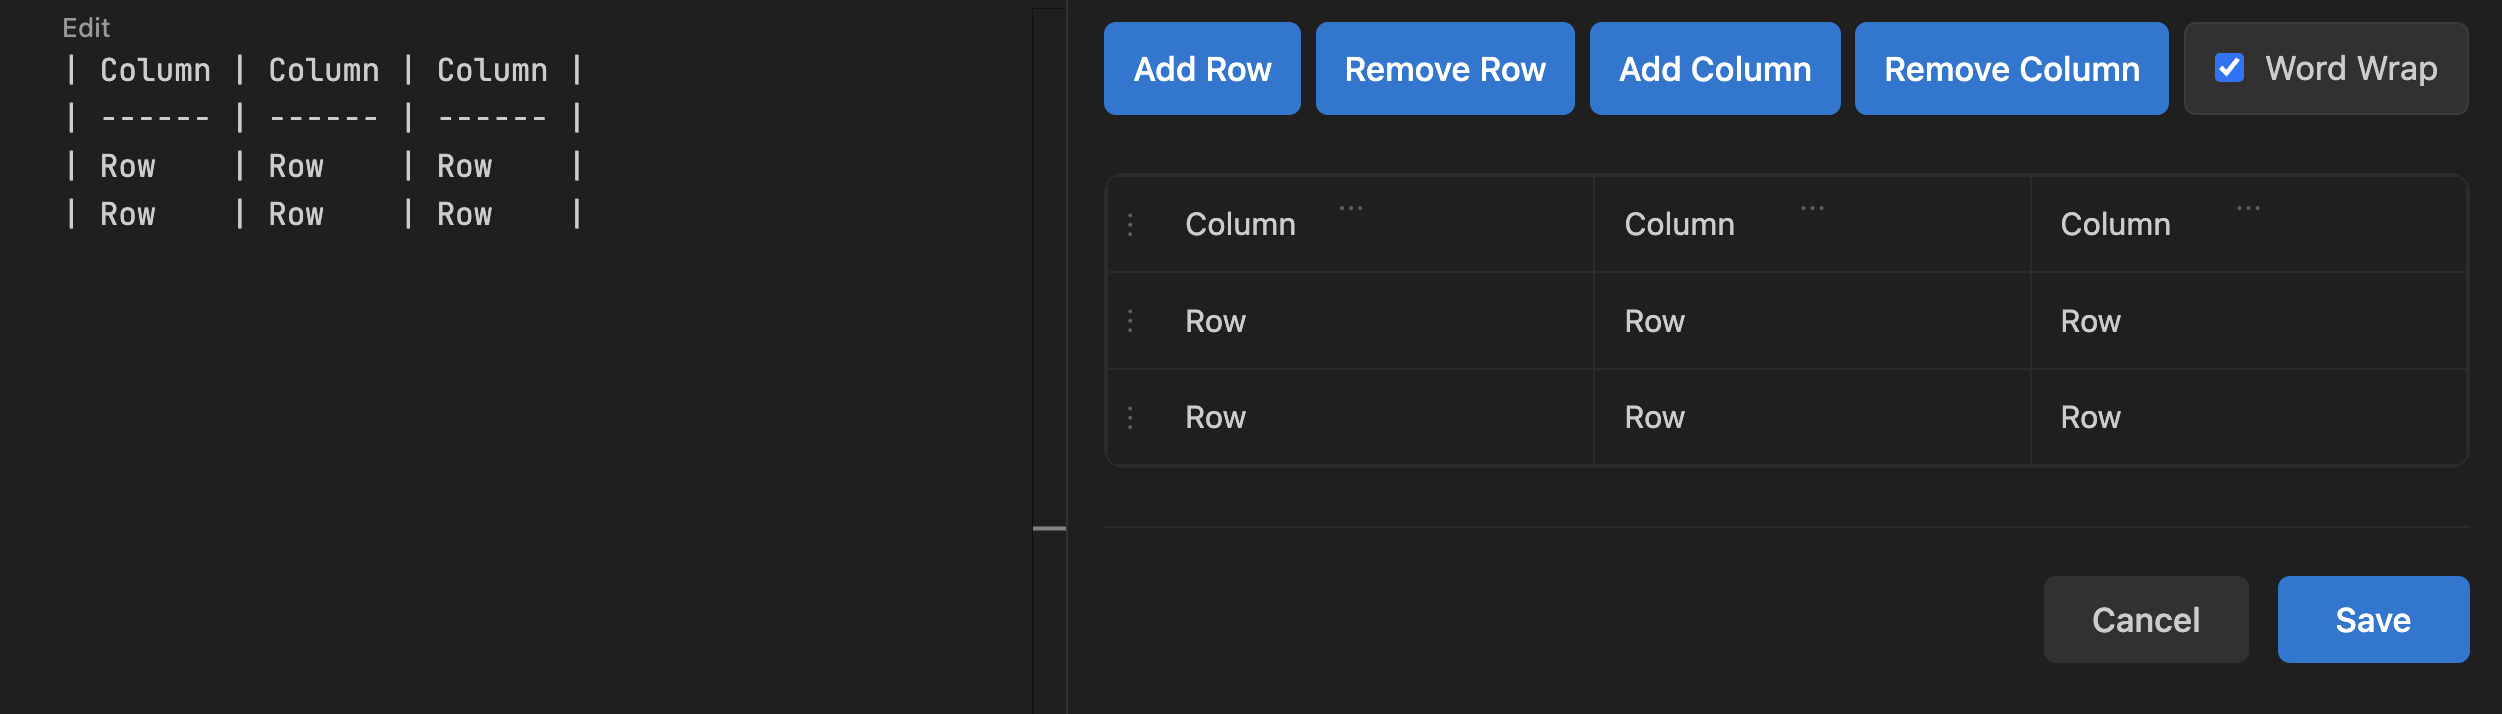 Edit
| Column | Column | Column |
| ------ | ------ | ------ |
| Row    | Row    | Row    |
| Row    | Row    | Row    |
Add Row Remove Row Add Column Remove Column Word Wrap
Column Column Column
Row Row Row
Row Row Row
Cancel Save